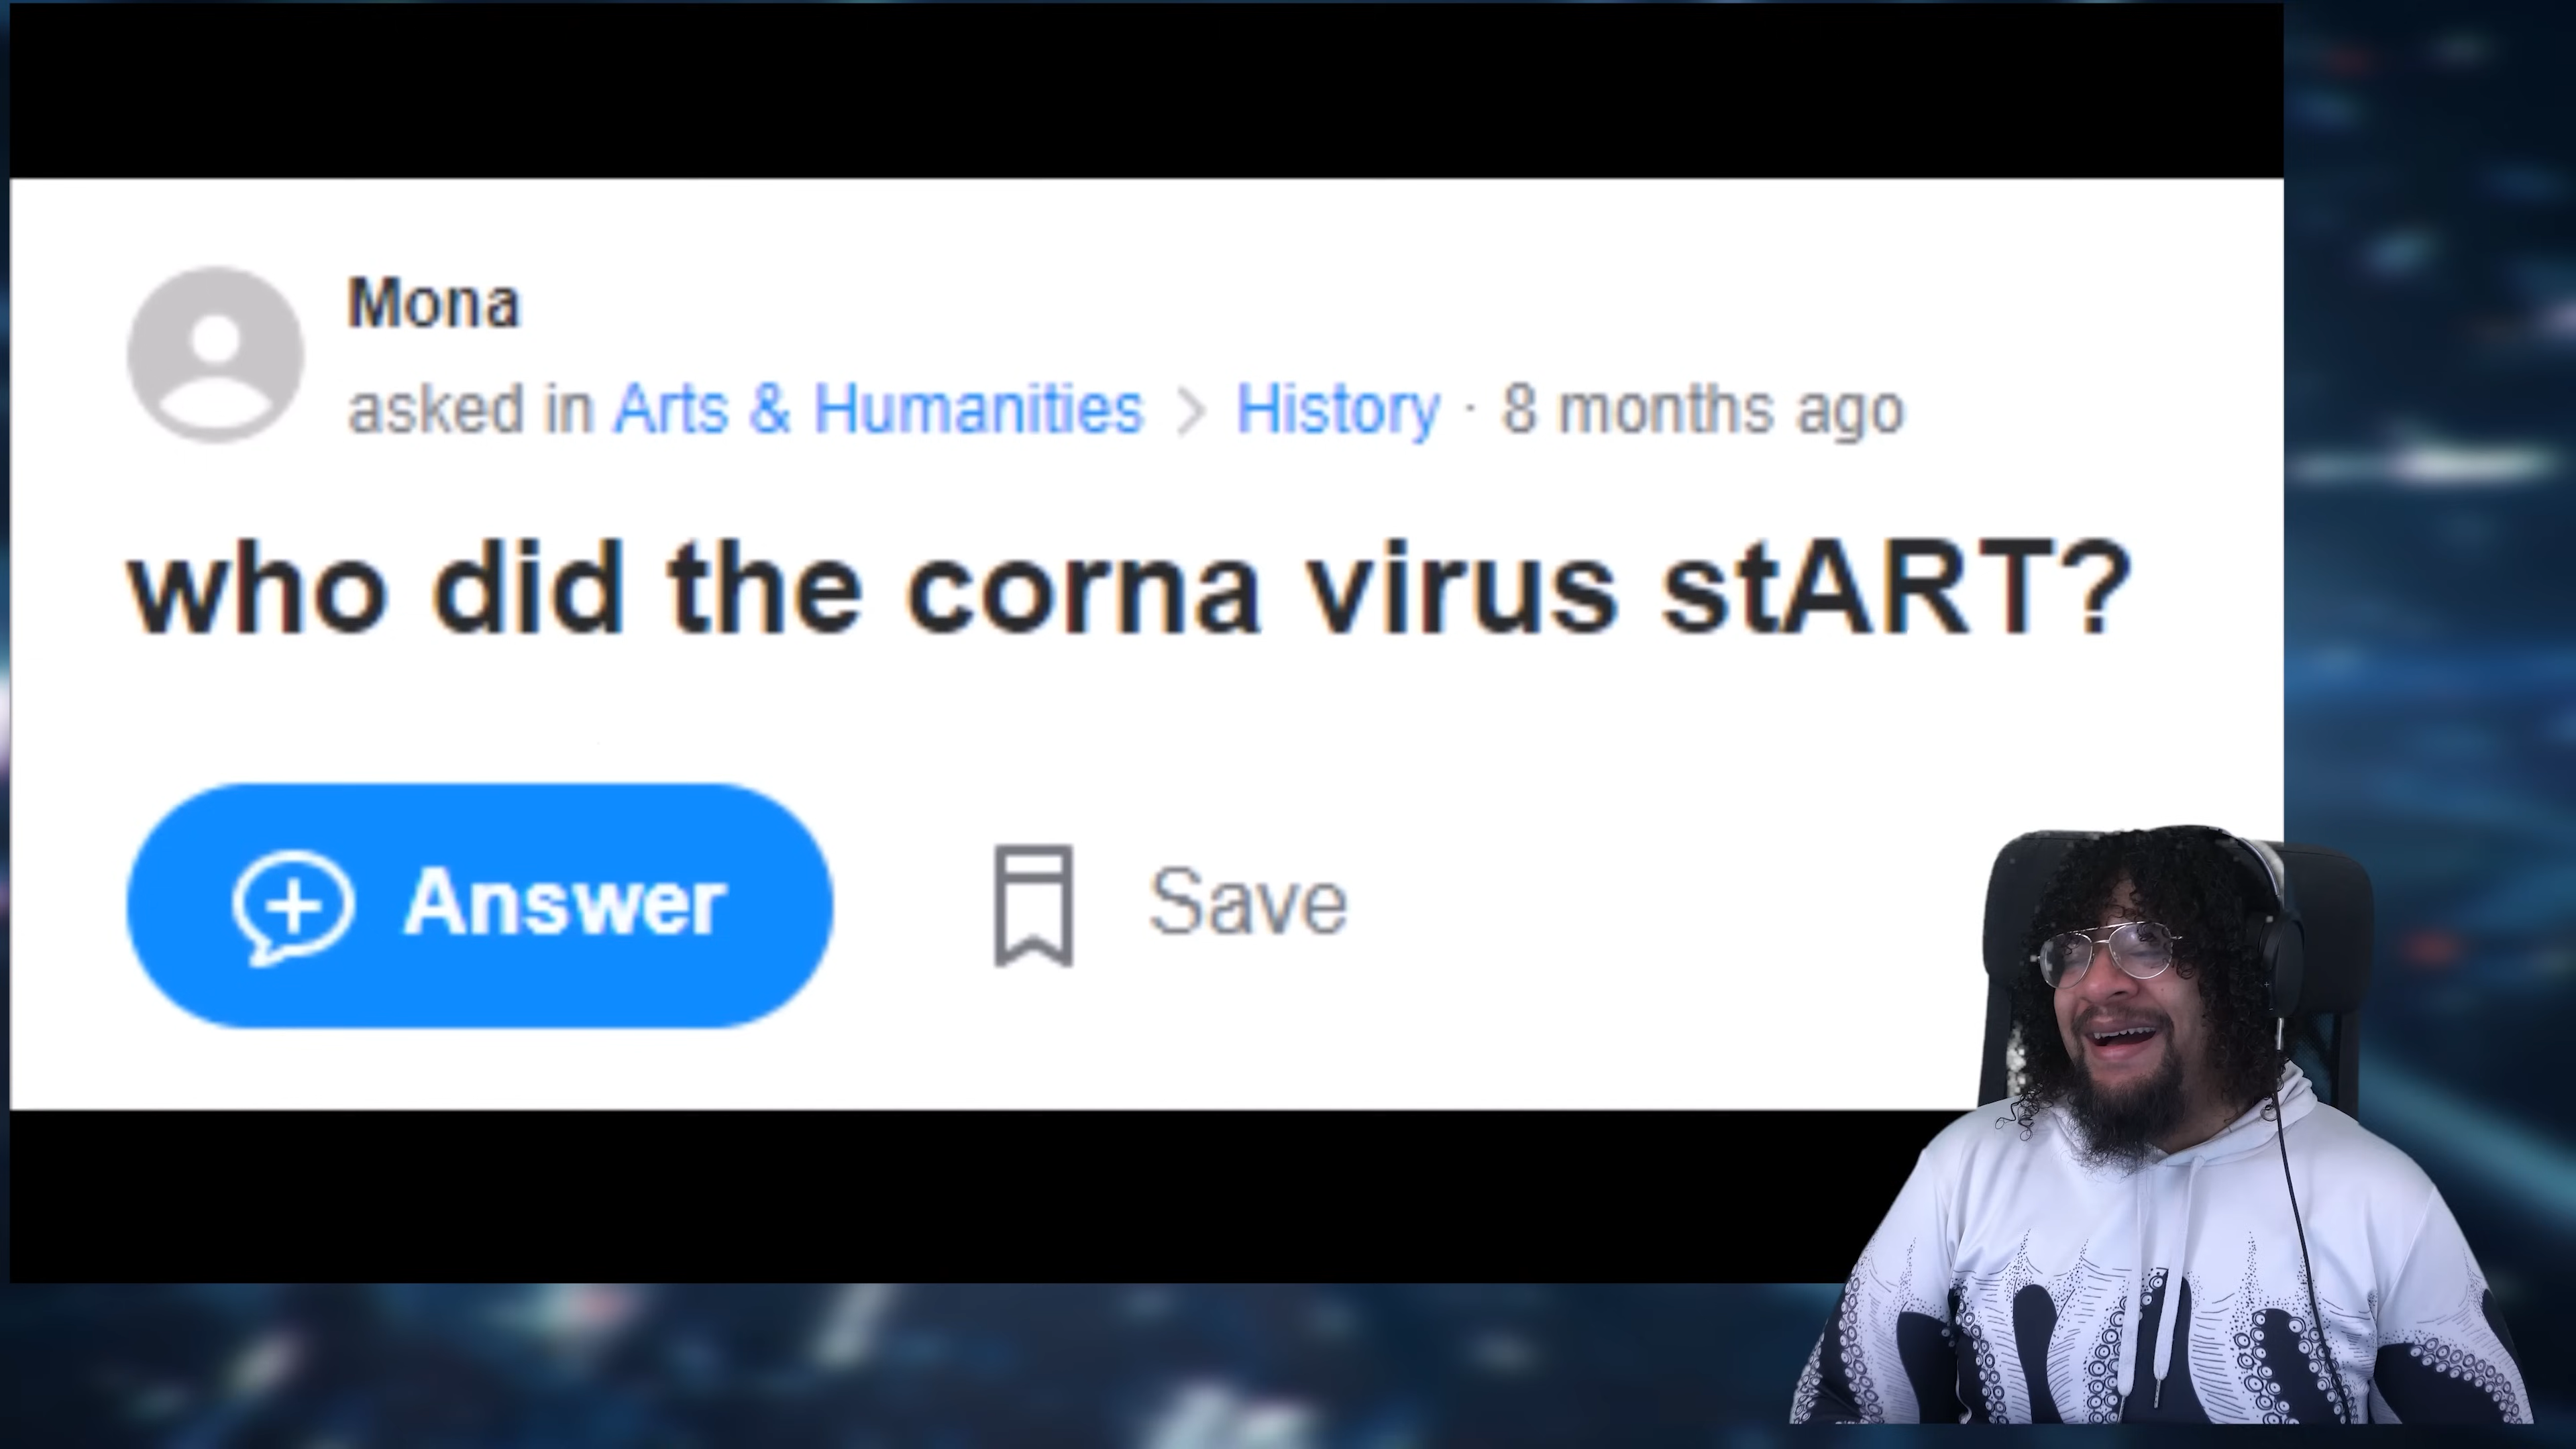 Mona
asked in Arts & Humanities > History · 8 months ago
who did the corna virus stART?
Answer
Save